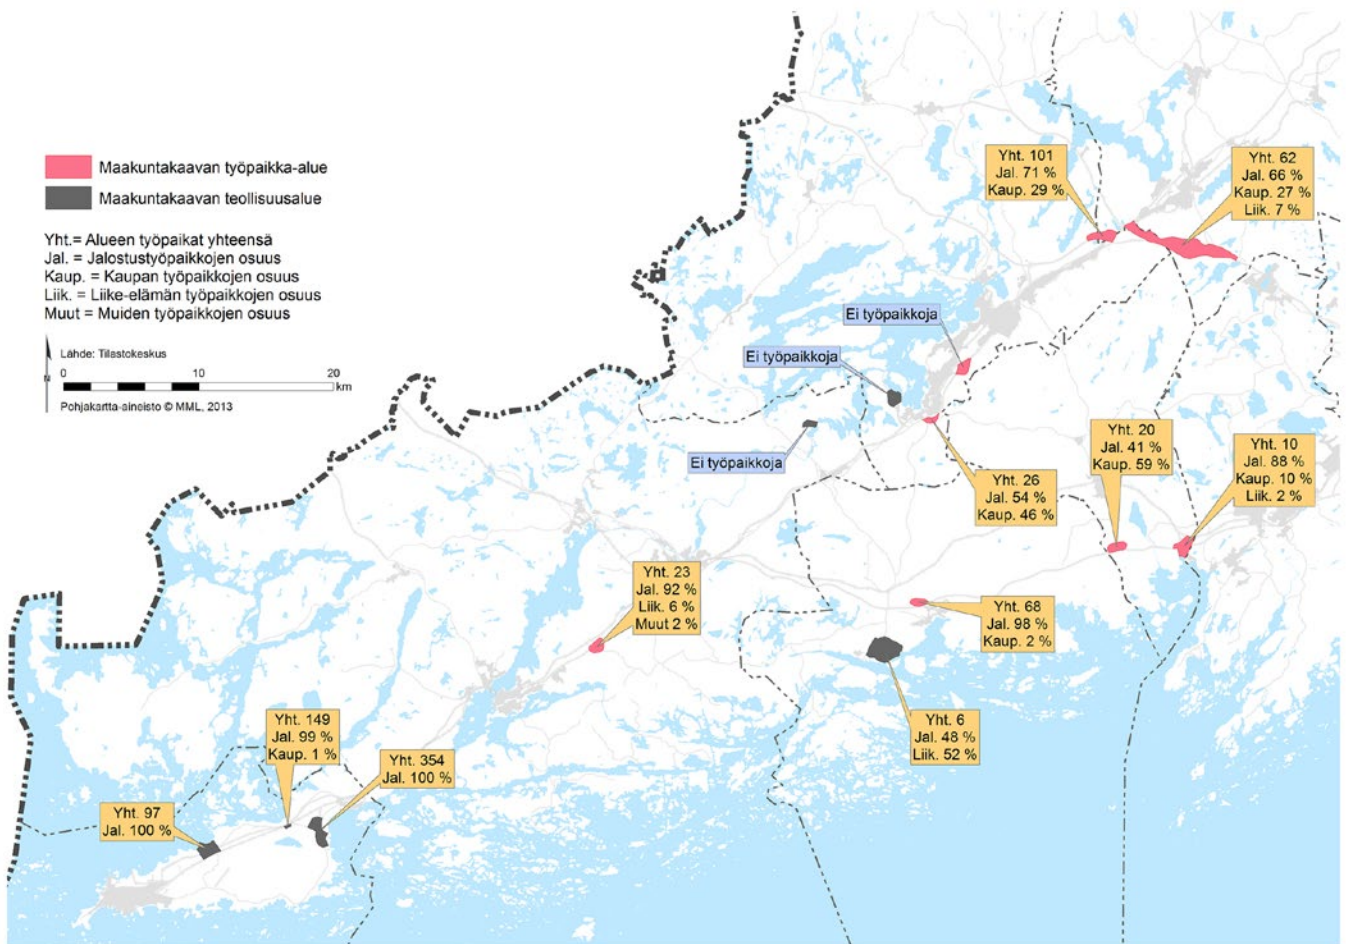 Maakuntakaavan työpaikka-alue
Maakuntakaavan teollisuusalue
Yht.= Alueen työpaikat yhteensä
Jal. = Jalostustyöpaikkojen osuus
Kaup. = Kaupan työpaikkojen osuus
Liik. = Liike-elämän työpaikkojen osuus
Muut = Muiden työpaikkojen osuus
N
Lähde: Tilastokeskus
0 10 20
km
Pohjakartta-aineisto © MML, 2013
Yht. 101
Jal. 71 %
Kaup. 29 %
Yht. 62
Jal. 66 %
Kaup. 27 %
Liik. 7 %
Ei työpaikkoja
Ei työpaikkoja
Ei työpaikkoja
Yht. 20
Jal. 41 %
Kaup. 59 %
Yht. 10
Jal. 88 %
Kaup. 10 %
Liik. 2 %
Yht. 26
Jal. 54 %
Kaup. 46 %
Yht. 23
Jal. 92 %
Liik. 6 %
Muut 2 %
Yht. 68
Jal. 98 %
Kaup. 2 %
Yht. 6
Jal. 48 %
Liik. 52 %
Yht. 149
Jal. 99 %
Kaup. 1 %
Yht. 354
Jal. 100 %
Yht. 97
Jal. 100 %